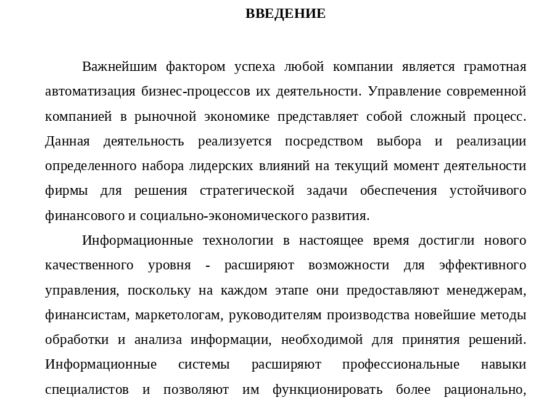 ВВЕДЕНИЕ
Важнейшим фактором успеха любой компании является грамотная
автоматизация бизнес-процессов их деятельности. Управление современной
компанией в рыночной экономике представляет собой сложный процесс.
Данная деятельность реализуется посредством выбора и реализации
определенного набора лидерских влияний на текущий момент деятельности
фирмы для решения стратегической задачи обеспечения устойчивого
финансового и социально-экономического развития.
Информационные технологии в настоящее время достигли нового
качественного уровня - расширяют возможности для эффективного
управления, поскольку на каждом этапе они предоставляют менеджерам,
финансистам, маркетологам, руководителям производства новейшие методы
обработки и анализа информации, необходимой для принятия решений.
Информационные системы расширяют профессиональные навыки
специалистов и позволяют им функционировать более рационально,